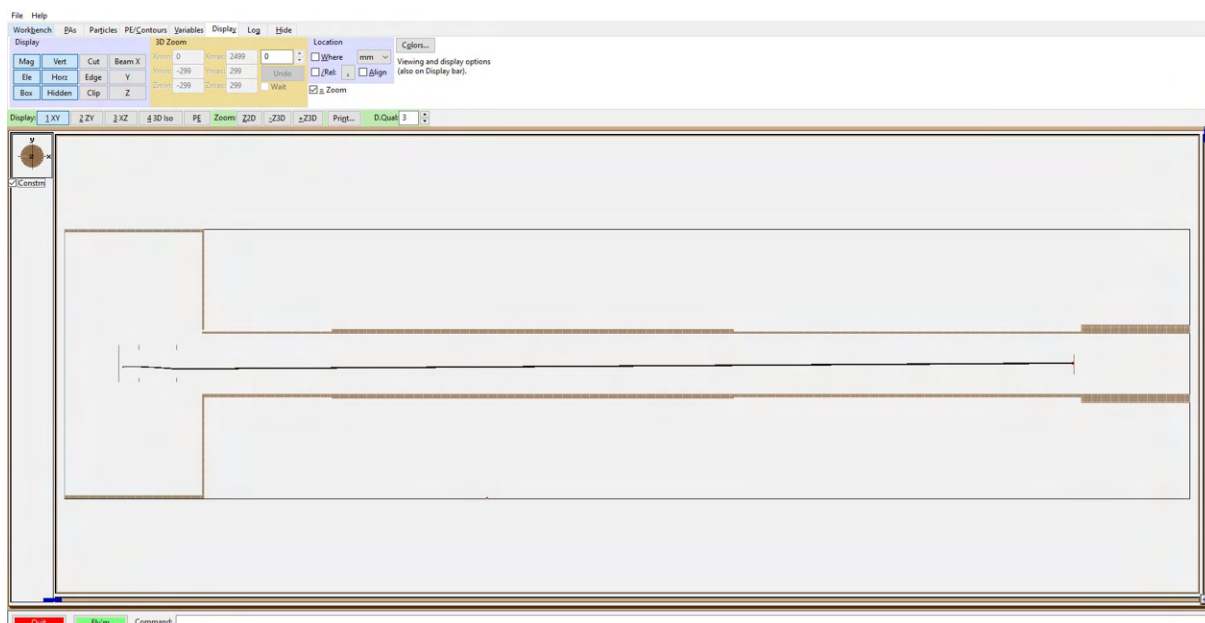 File Help
Workbench PAs Particles PE/Contours Variables Display Log Hide
Display 3D Zoom Location Colors...
Mag Vert Cut Beam X Xmin: 0 Xmax: 2499 0 Where mm Viewing and display options
Ele Horz Edge Y Ymin: -299 Ymax: 299 Undo /Rel: , Align (also on Display bar).
Box Hidden Clip Z Zmin: -299 Zmax: 299 Wait = Zoom
Display: 1 XY 2 ZY 3 XZ 4 3D Iso PE Zoom: Z2D -Z3D +Z3D Print... D.Qual: 3
y
z x
Constrn
Quit Fly'm Command: